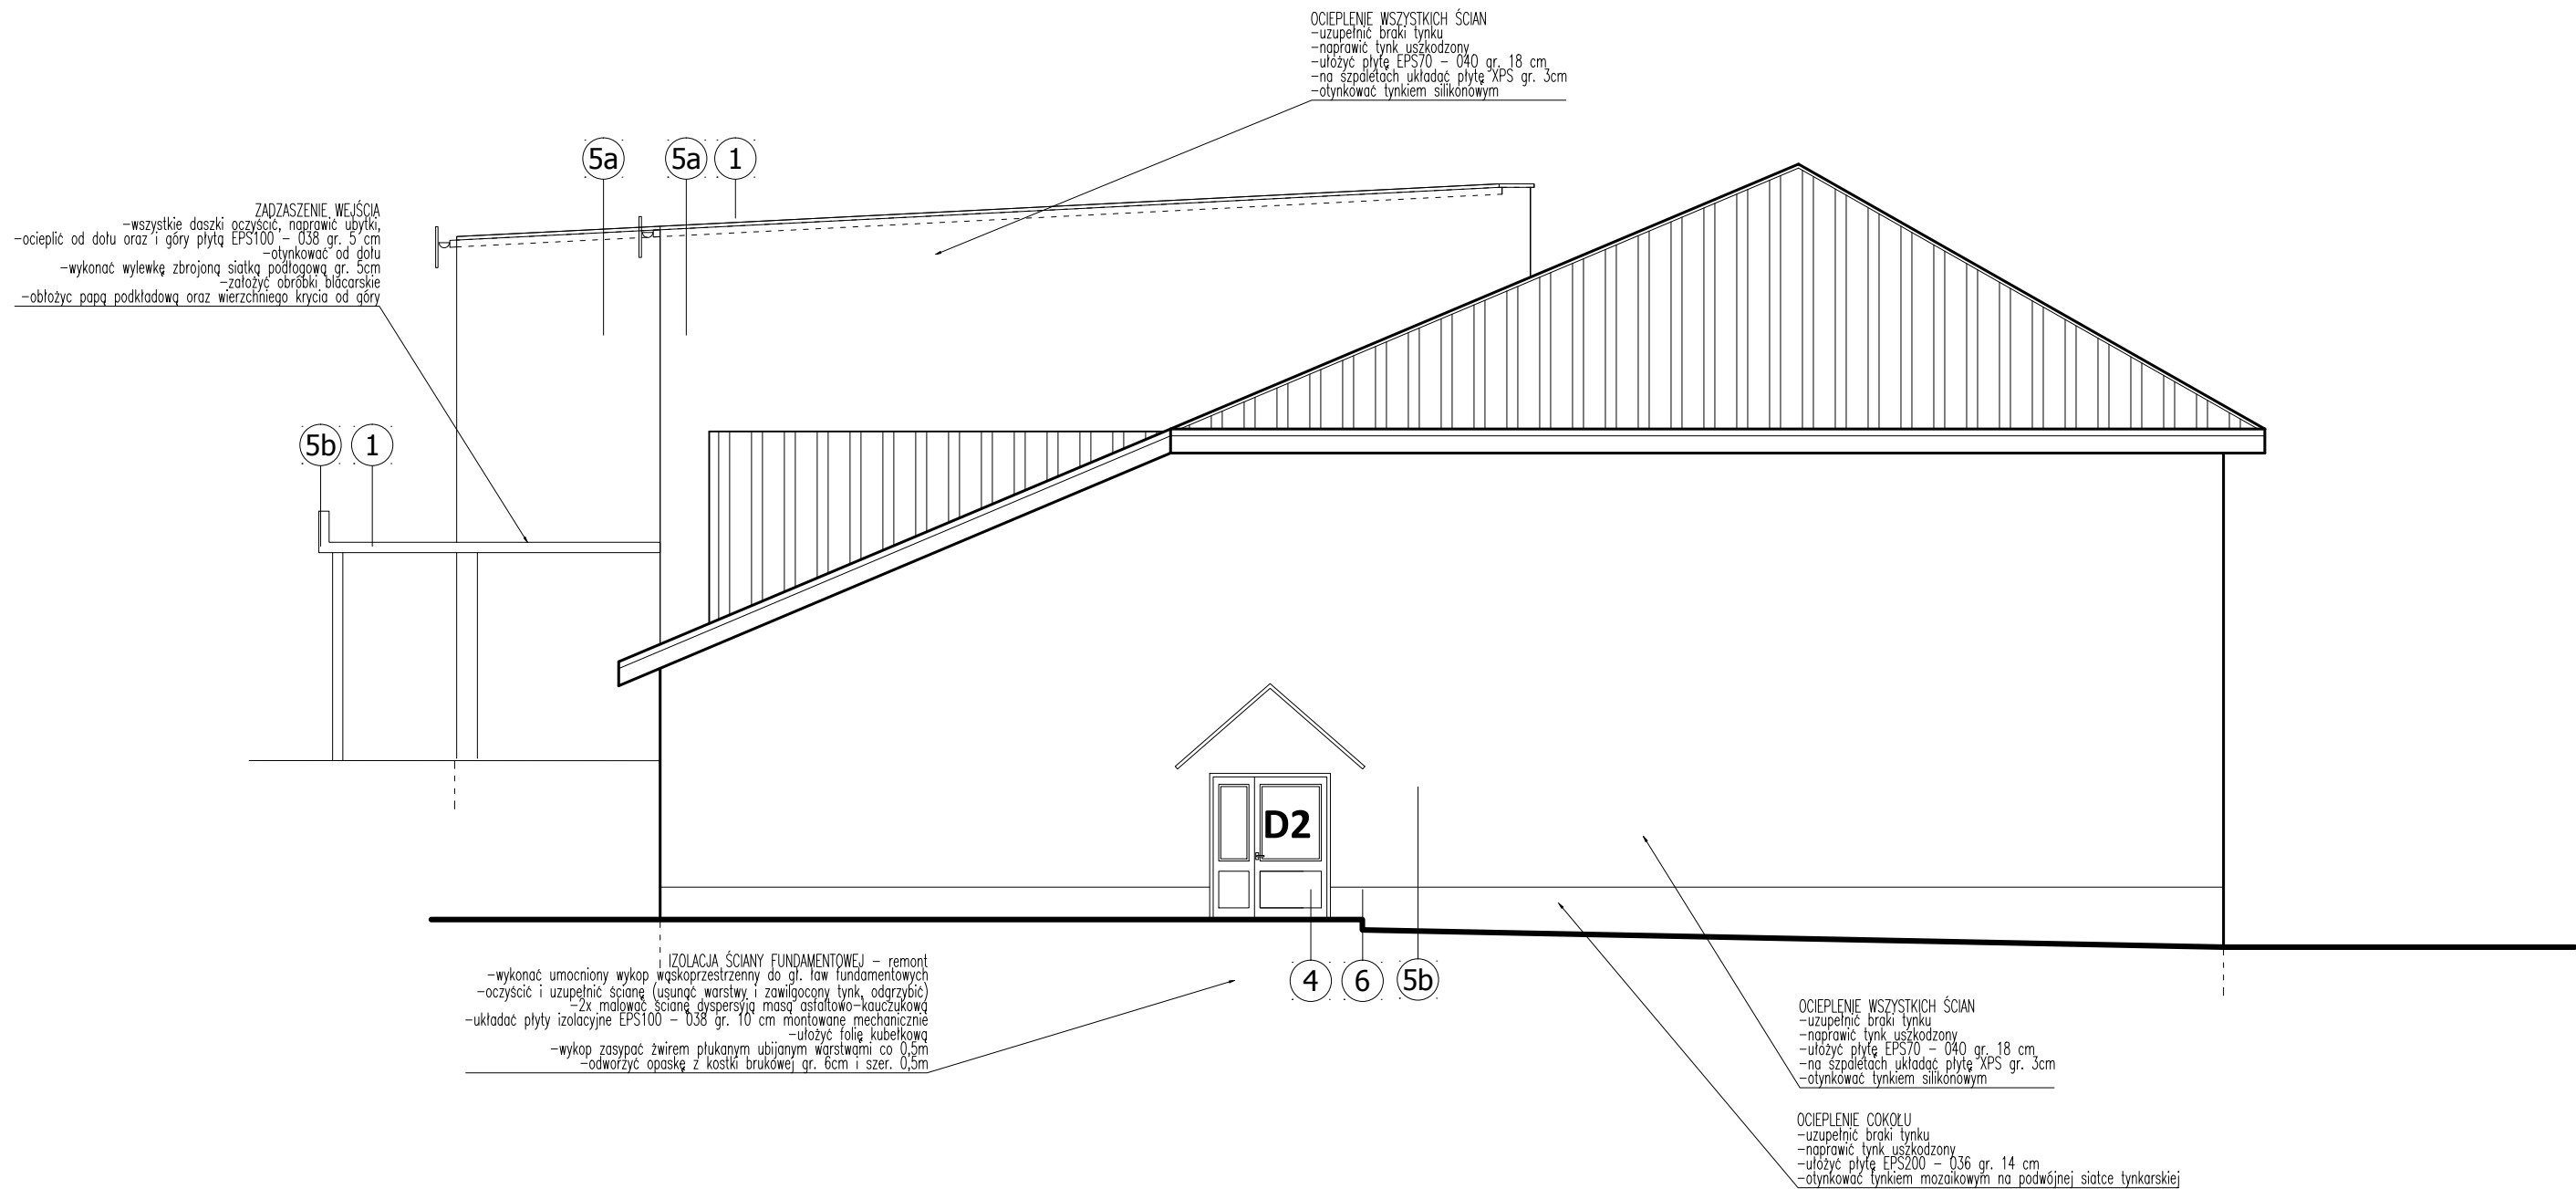 OCIEPLENIE WSZYSTKICH ŚCIAN
-uzupełnić braki tynku
-naprawić tynk uszkodzony
-ułożyć płytę EPS70 - 040 gr. 18 cm
-na szpaletach układać płytę XPS gr. 3cm
-otynkować tynkiem silikonowym
5a
5a
1
ZADZASZENIE WEJŚCIA
-wszystkie daszki oczyścić, naprawić ubytki,
-ocieplić od dołu oraz i góry płytą EPS100 - 038 gr. 5 cm
-otynkować od dołu
-wykonać wylewkę zbrojoną siatką podłogową gr. 5cm
-założyć obróbki blacarskie
-obłożyc papą podkładową oraz wierzchniego krycia od góry
5b
1
D2
IZOLACJA ŚCIANY FUNDAMENTOWEJ - remont
-wykonać umocniony wykop wąskoprzestrzenny do gł. ław fundamentowych
-oczyścić i uzupełnić ścianę (usunąć warstwy i zawilgocony tynk, odgrzybić)
-2x malować ścianę dyspersyją masą asfaltowo-kauczukową
-układać płyty izolacyjne EPS100 - 038 gr. 10 cm montowane mechanicznie
-ułożyć folię kubełkową
-wykop zasypać żwirem płukanym ubijanym warstwami co 0,5m
-odworzyć opaskę z kostki brukowej gr. 6cm i szer. 0,5m
4
6
5b
OCIEPLENIE WSZYSTKICH ŚCIAN
-uzupełnić braki tynku
-naprawić tynk uszkodzony
-ułożyć płytę EPS70 - 040 gr. 18 cm
-na szpaletach układać płytę XPS gr. 3cm
-otynkować tynkiem silikonowym
OCIEPLENIE COKOŁU
-uzupełnić braki tynku
-naprawić tynk uszkodzony
-ułożyć płytę EPS200 - 036 gr. 14 cm
-otynkować tynkiem mozaikowym na podwójnej siatce tynkarskiej